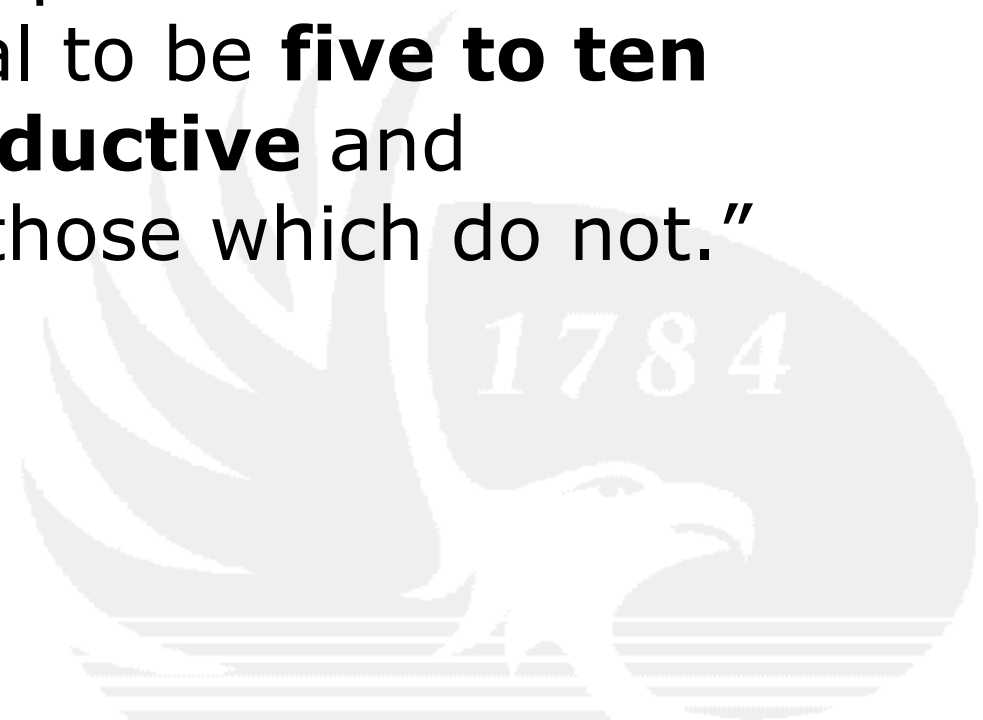 al to be five to ten
ductive and
those which do not.”
1784